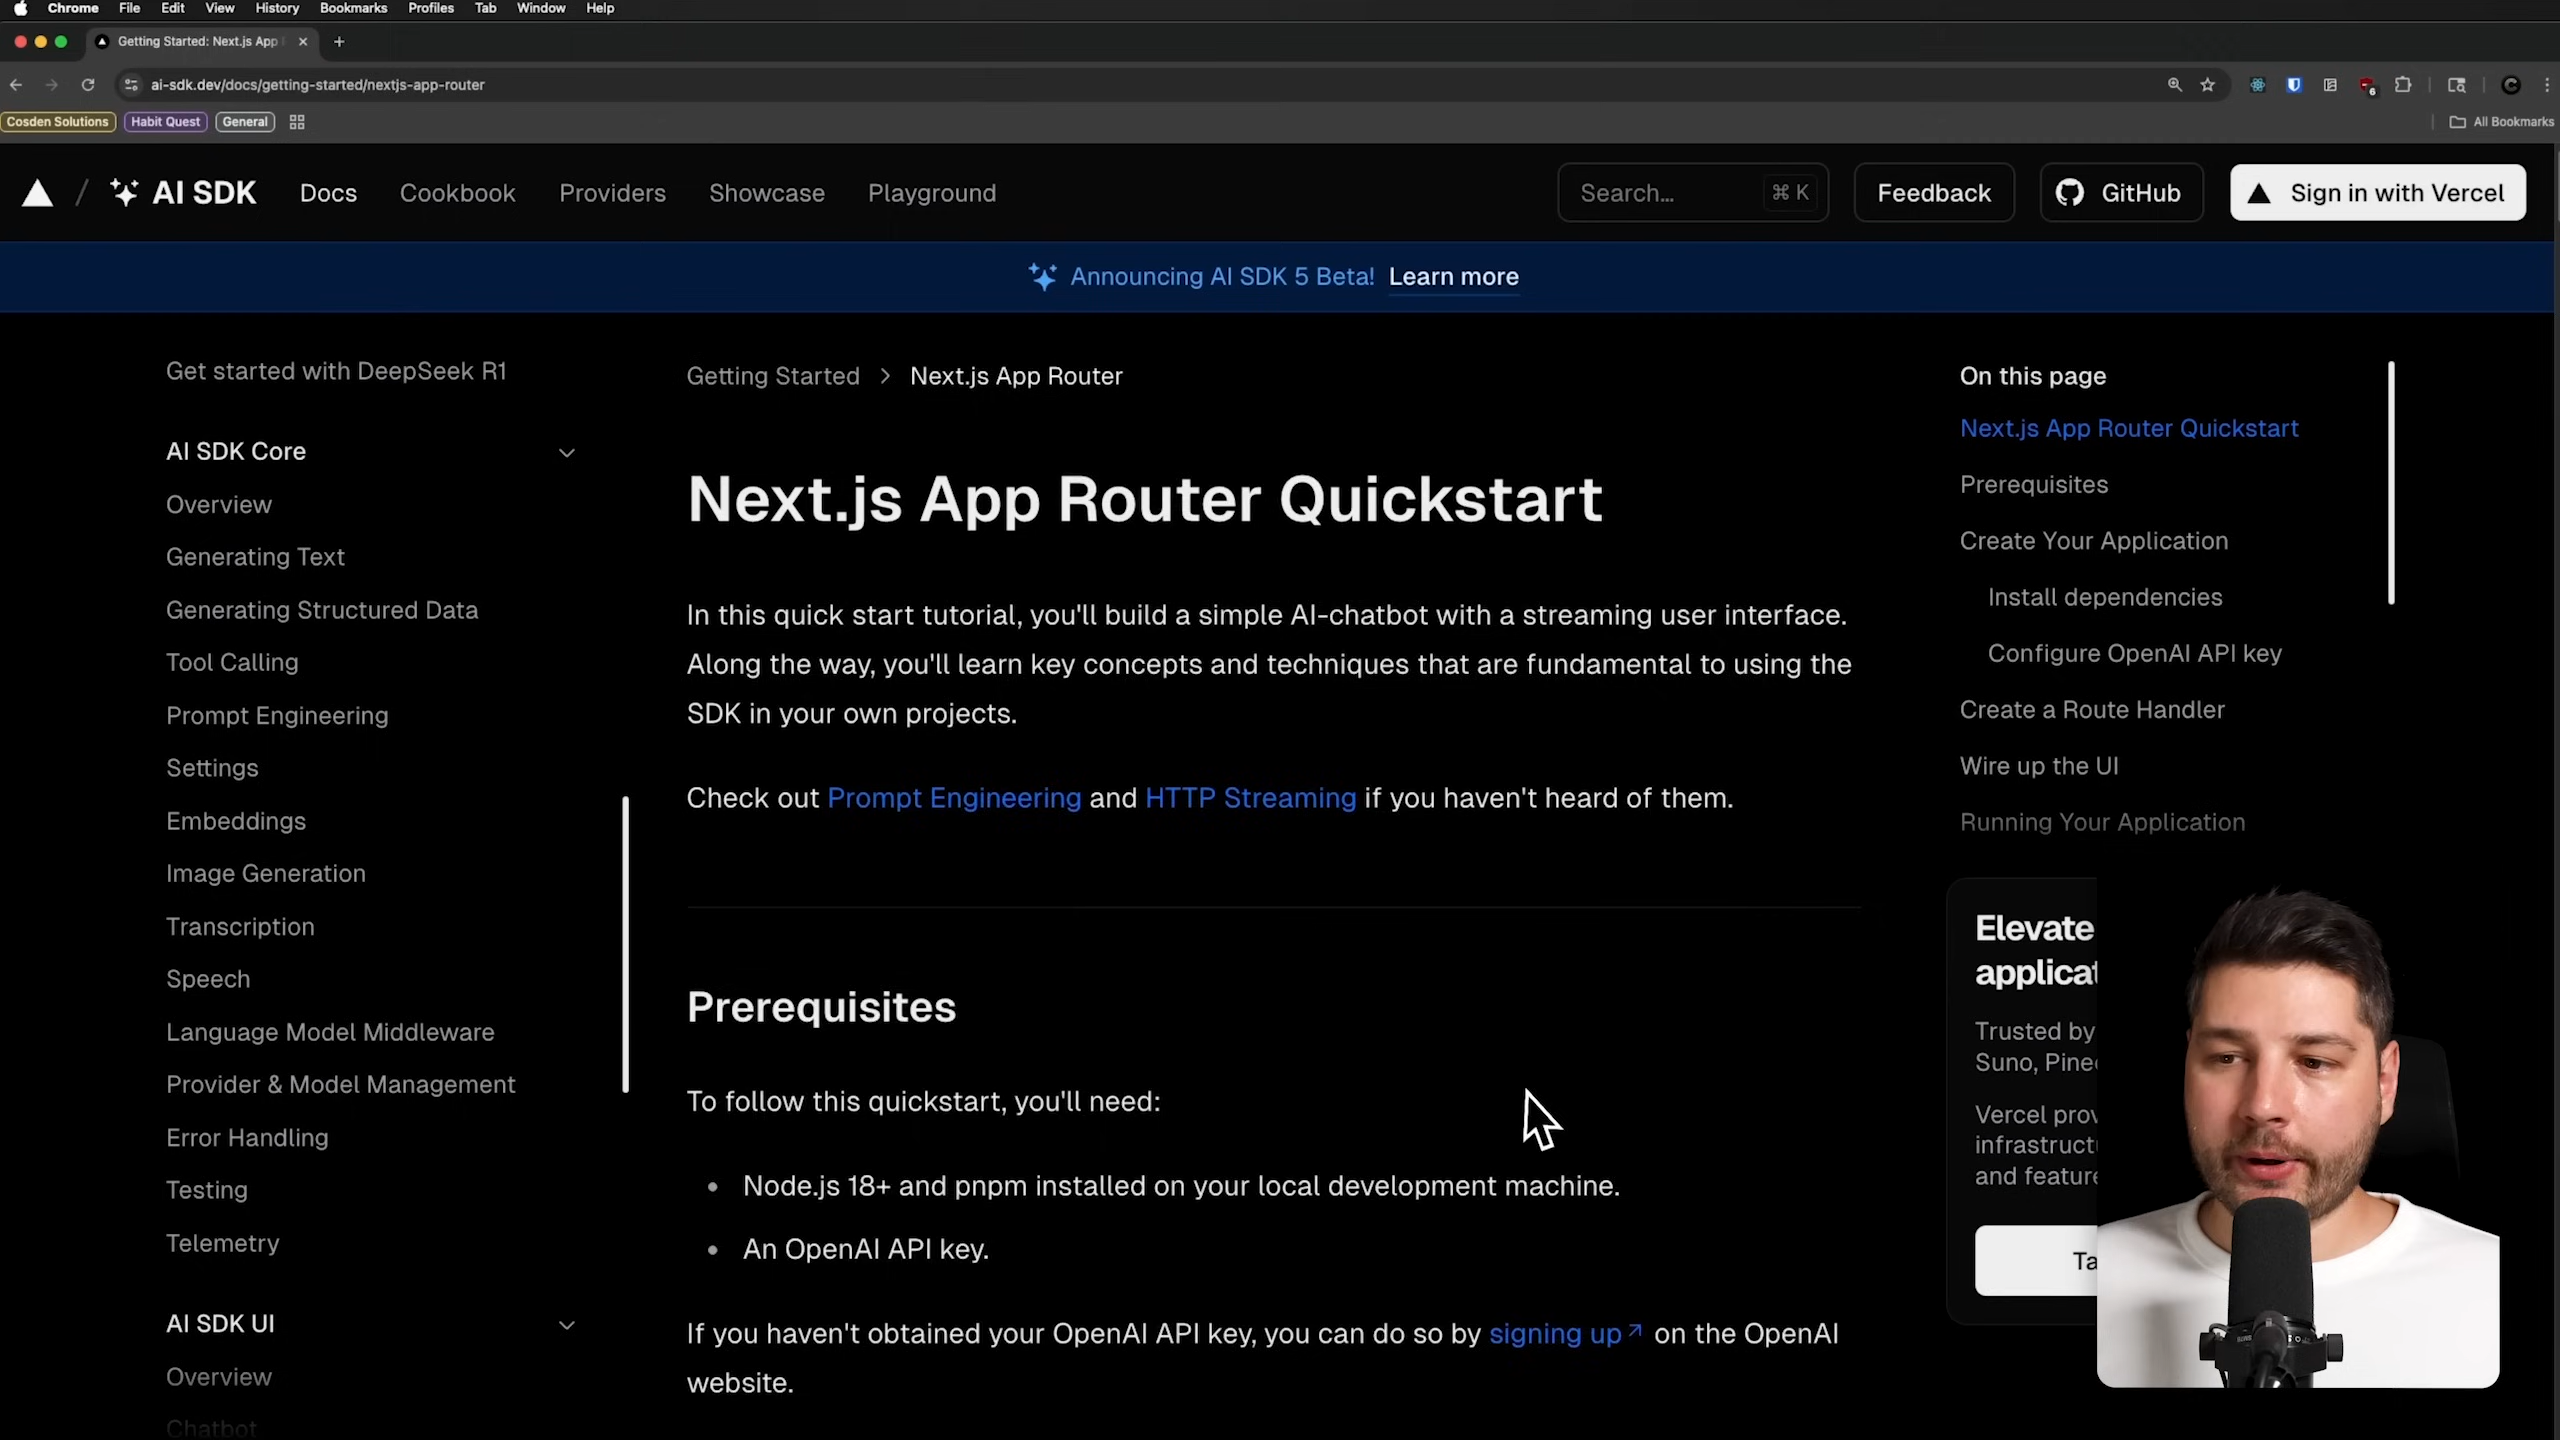 Chrome File Edit View History Bookmarks Profiles Tab Window Help
Getting Started: Next.js App
ai-sdk.dev/docs/getting-started/nextjs-app-router
6
C
Cosden Solutions Habit Quest General
All Bookmarks
AI SDK Docs Cookbook Providers Showcase Playground
Search... ⌘ K
Feedback
GitHub
Sign in with Vercel
Announcing AI SDK 5 Beta! Learn more
Get started with DeepSeek R1
AI SDK Core
Overview
Generating Text
Generating Structured Data
Tool Calling
Prompt Engineering
Settings
Embeddings
Image Generation
Transcription
Speech
Language Model Middleware
Provider & Model Management
Error Handling
Testing
Telemetry
AI SDK UI
Overview
Chatbot
Getting Started > Next.js App Router
Next.js App Router Quickstart
In this quick start tutorial, you'll build a simple AI-chatbot with a streaming user interface.
Along the way, you'll learn key concepts and techniques that are fundamental to using the
SDK in your own projects.
Check out Prompt Engineering and HTTP Streaming if you haven't heard of them.
Prerequisites
To follow this quickstart, you'll need:
• Node.js 18+ and pnpm installed on your local development machine.
• An OpenAI API key.
If you haven't obtained your OpenAI API key, you can do so by signing up↗ on the OpenAI
website.
On this page
Next.js App Router Quickstart
Prerequisites
Create Your Application
Install dependencies
Configure OpenAI API key
Create a Route Handler
Wire up the UI
Running Your Application
Elevate
applicat
Trusted by
Suno, Pine
Vercel prov
infrastruct
and feature
Ta